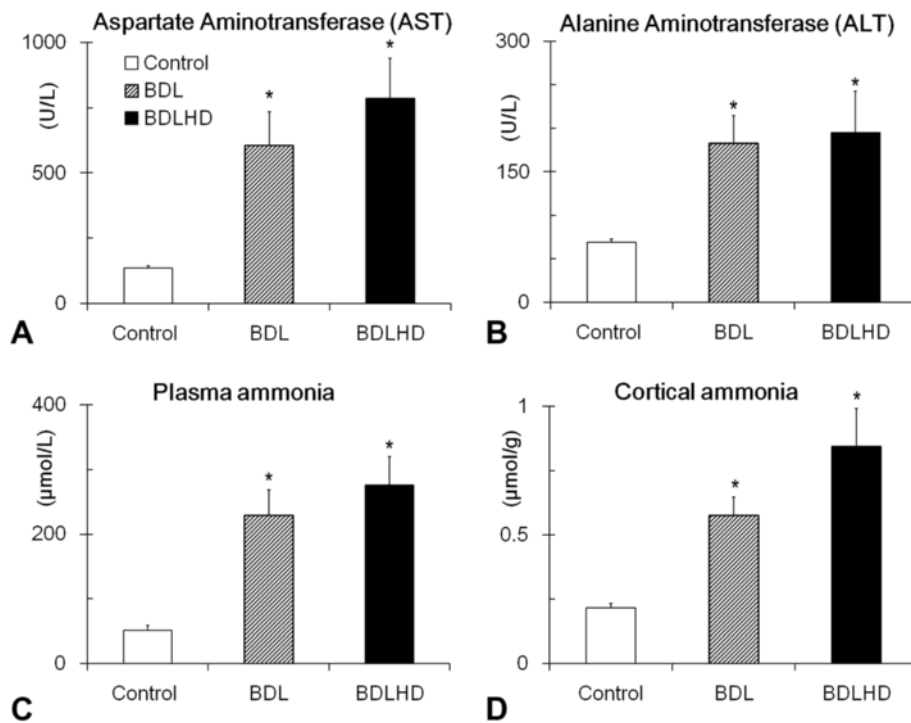 Aspartate Aminotransferase (AST)
1000
500
0
(U/L)
Control
BDL
BDLHD
*
*
Control
BDL
BDLHD
A
Alanine Aminotransferase (ALT)
300
150
0
(U/L)
*
*
Control
BDL
BDLHD
B
Plasma ammonia
400
200
0
(µmol/L)
*
*
Control
BDL
BDLHD
C
Cortical ammonia
1
0.5
0
(µmol/g)
*
*
Control
BDL
BDLHD
D